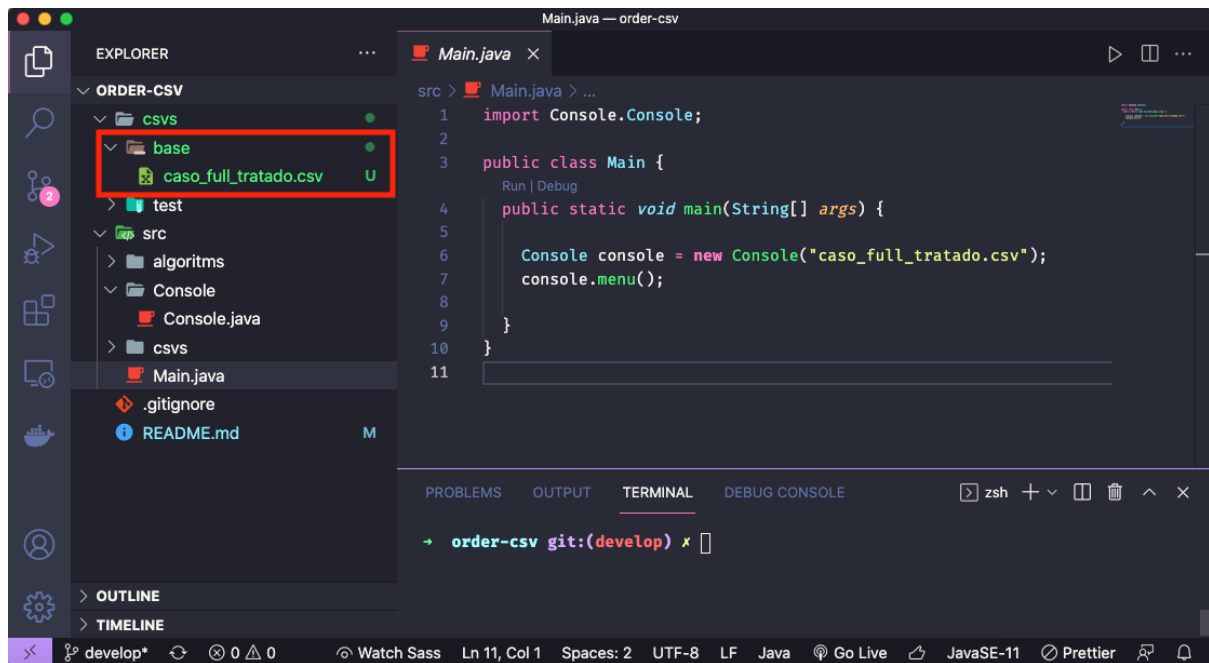 Main.java — order-csv
EXPLORER
Main.java
ORDER-CSV
csvs
base
caso_full_tratado.csv U
test
src
algoritms
Console
Console.java
csvs
Main.java
.gitignore
README.md M
OUTLINE
TIMELINE
2
src > Main.java > ...
1 import Console.Console;
2
3 public class Main {
Run | Debug
4 public static void main(String[] args) {
5
6 Console console = new Console("caso_full_tratado.csv");
7 console.menu();
8
9 }
10 }
11
PROBLEMS OUTPUT TERMINAL DEBUG CONSOLE zsh
→ order-csv git:(develop) ✗
develop* 0 0 Watch Sass Ln 11, Col 1 Spaces: 2 UTF-8 LF Java Go Live JavaSE-11 Prettier